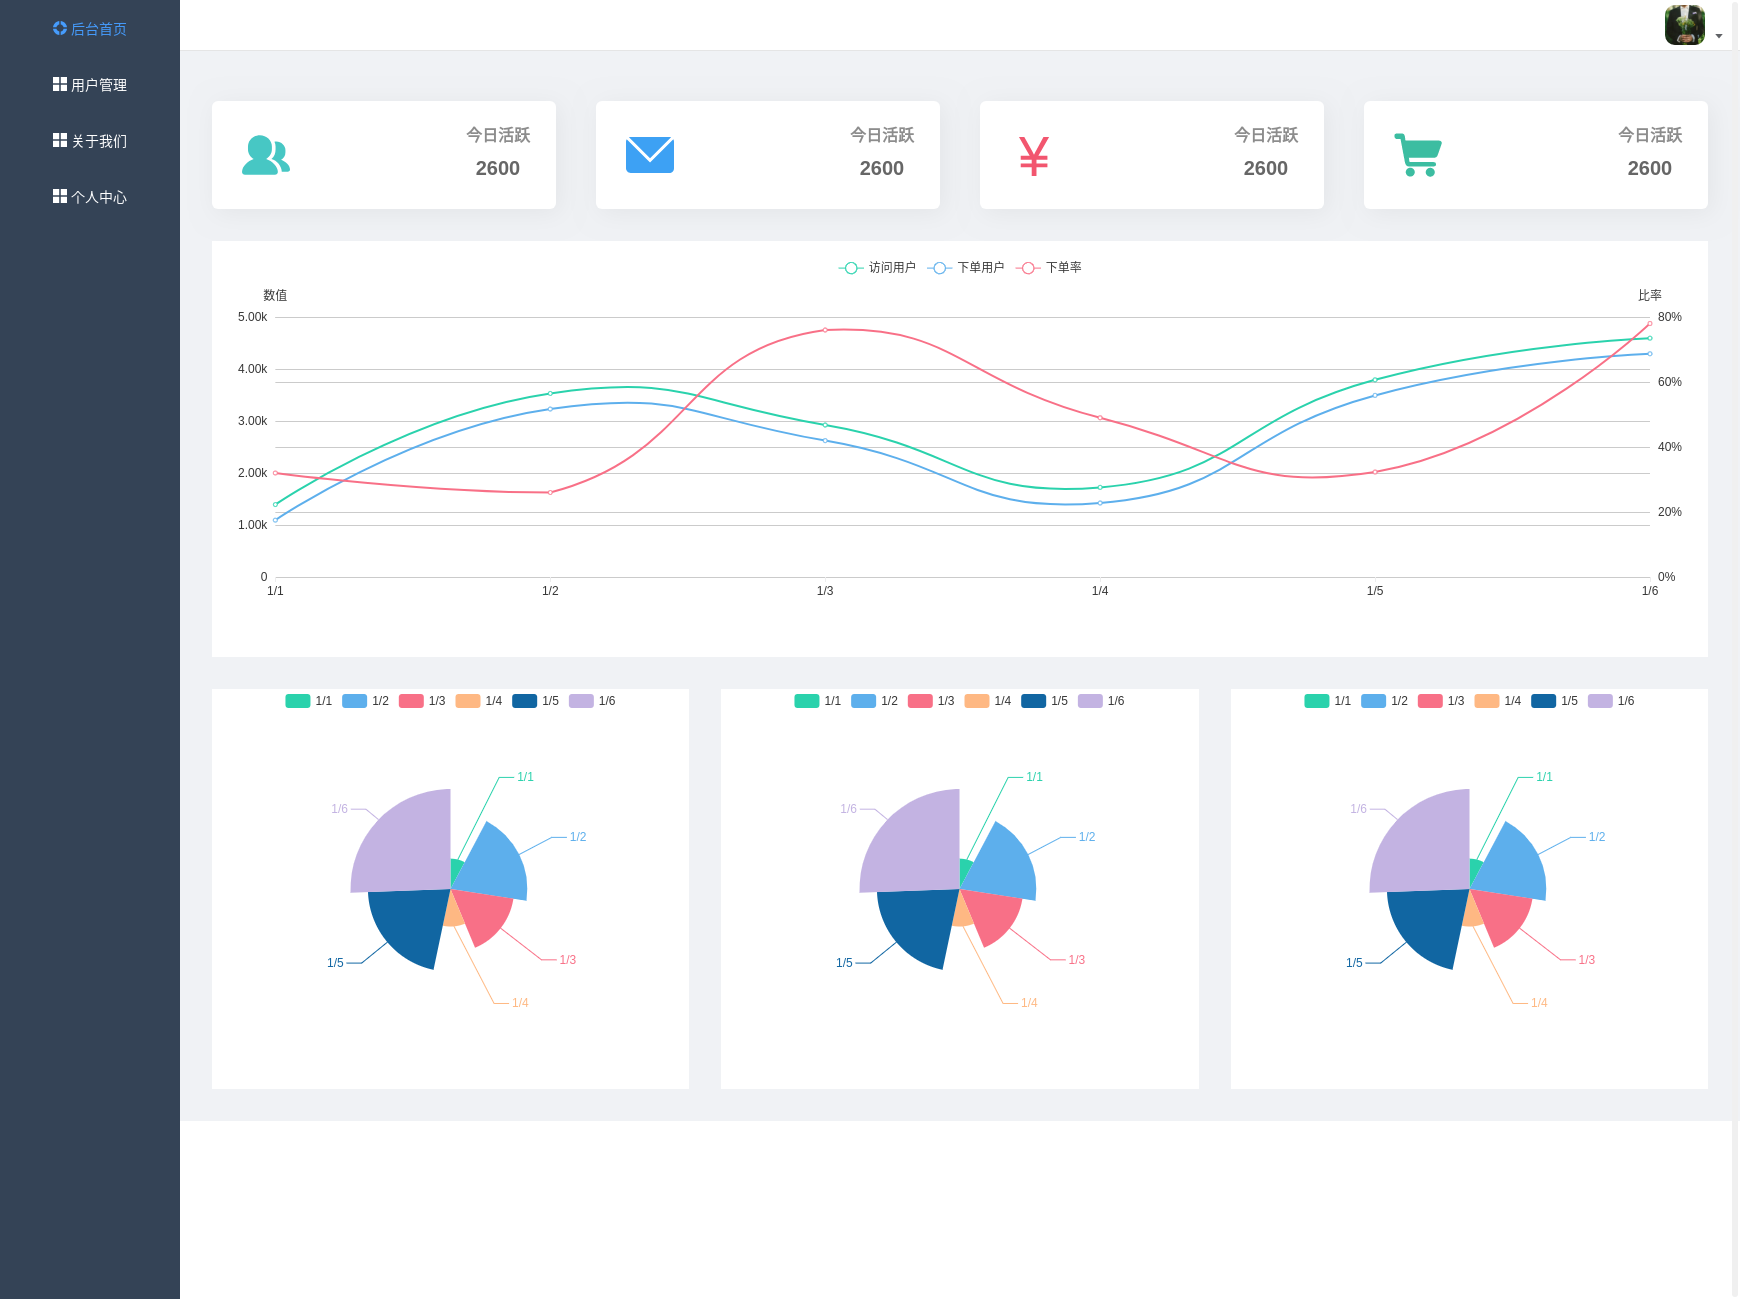 后台首页
用户管理
关于我们
个人中心
今日活跃
2600
今日活跃
2600
今日活跃
2600
今日活跃
2600
访问用户 下单用户 下单率
数值 比率
5.00k 80%
4.00k
60%
3.00k
40%
2.00k
20%
1.00k
0 0%
1/1 1/2 1/3 1/4 1/5 1/6
1/1 1/2 1/3 1/4 1/5 1/6
1/1
1/6
1/2
1/3
1/5
1/4
1/1 1/2 1/3 1/4 1/5 1/6
1/1
1/6
1/2
1/3
1/5
1/4
1/1 1/2 1/3 1/4 1/5 1/6
1/1
1/6
1/2
1/3
1/5
1/4